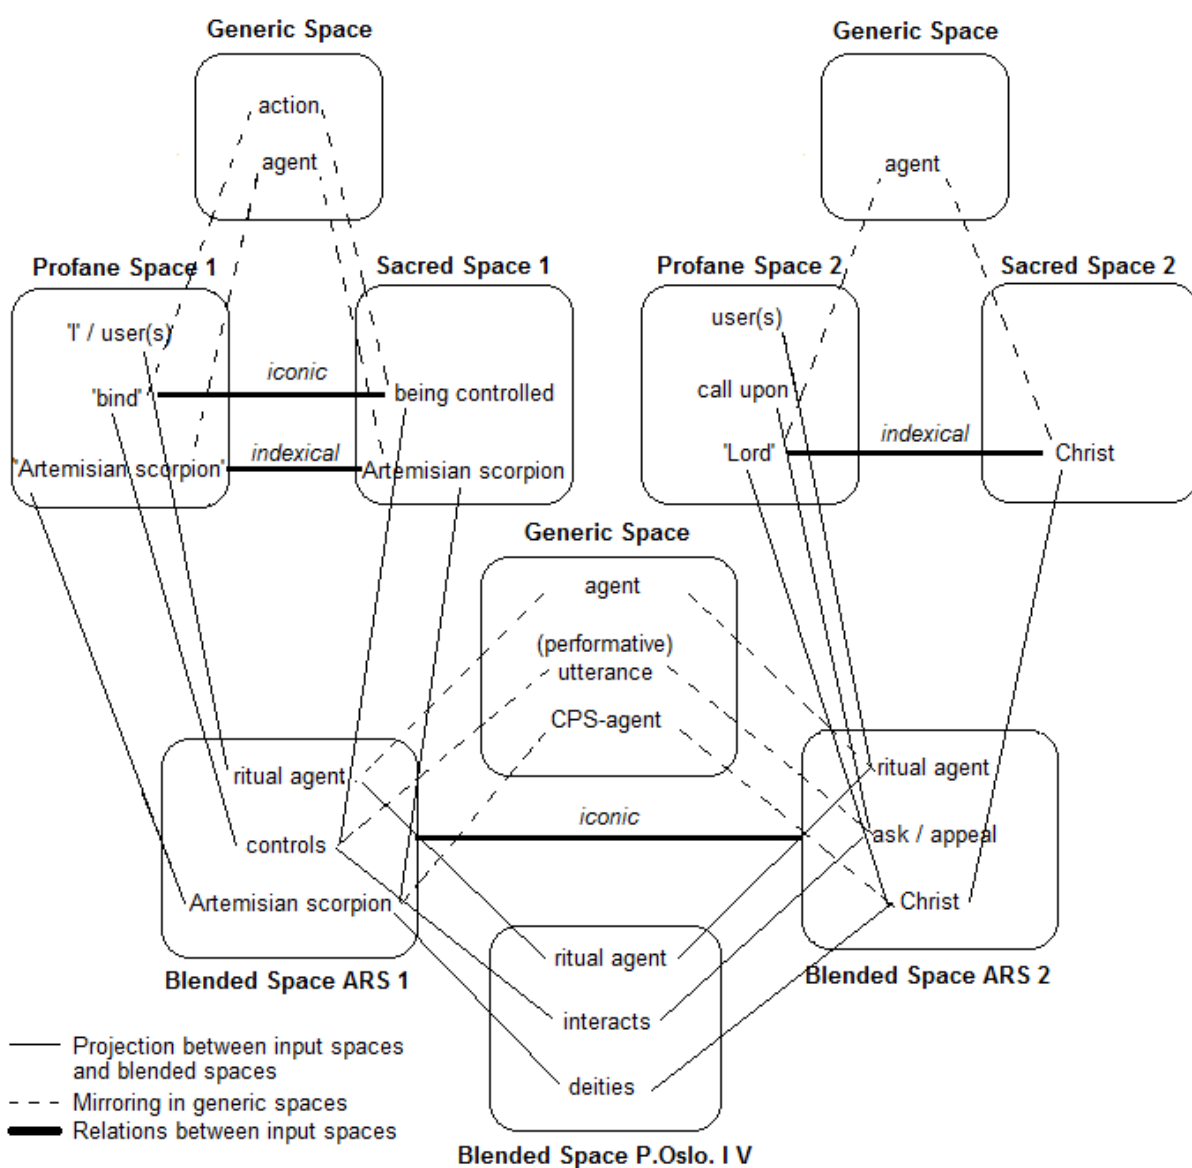 Generic Space
action
agent
Generic Space
agent
Profane Space 1
'I' / user(s)
'bind'
'Artemisian scorpion'
iconic
indexical
Sacred Space 1
being controlled
Artemisian scorpion
Profane Space 2
user(s)
call upon
'Lord'
indexical
Sacred Space 2
Christ
Generic Space
agent
(performative)
utterance
CPS-agent
ritual agent
controls
Artemisian scorpion
Blended Space ARS 1
iconic
ritual agent
ask / appeal
Christ
Blended Space ARS 2
ritual agent
interacts
deities
Blended Space P.Oslo. I V
Projection between input spaces
and blended spaces
Mirroring in generic spaces
Relations between input spaces